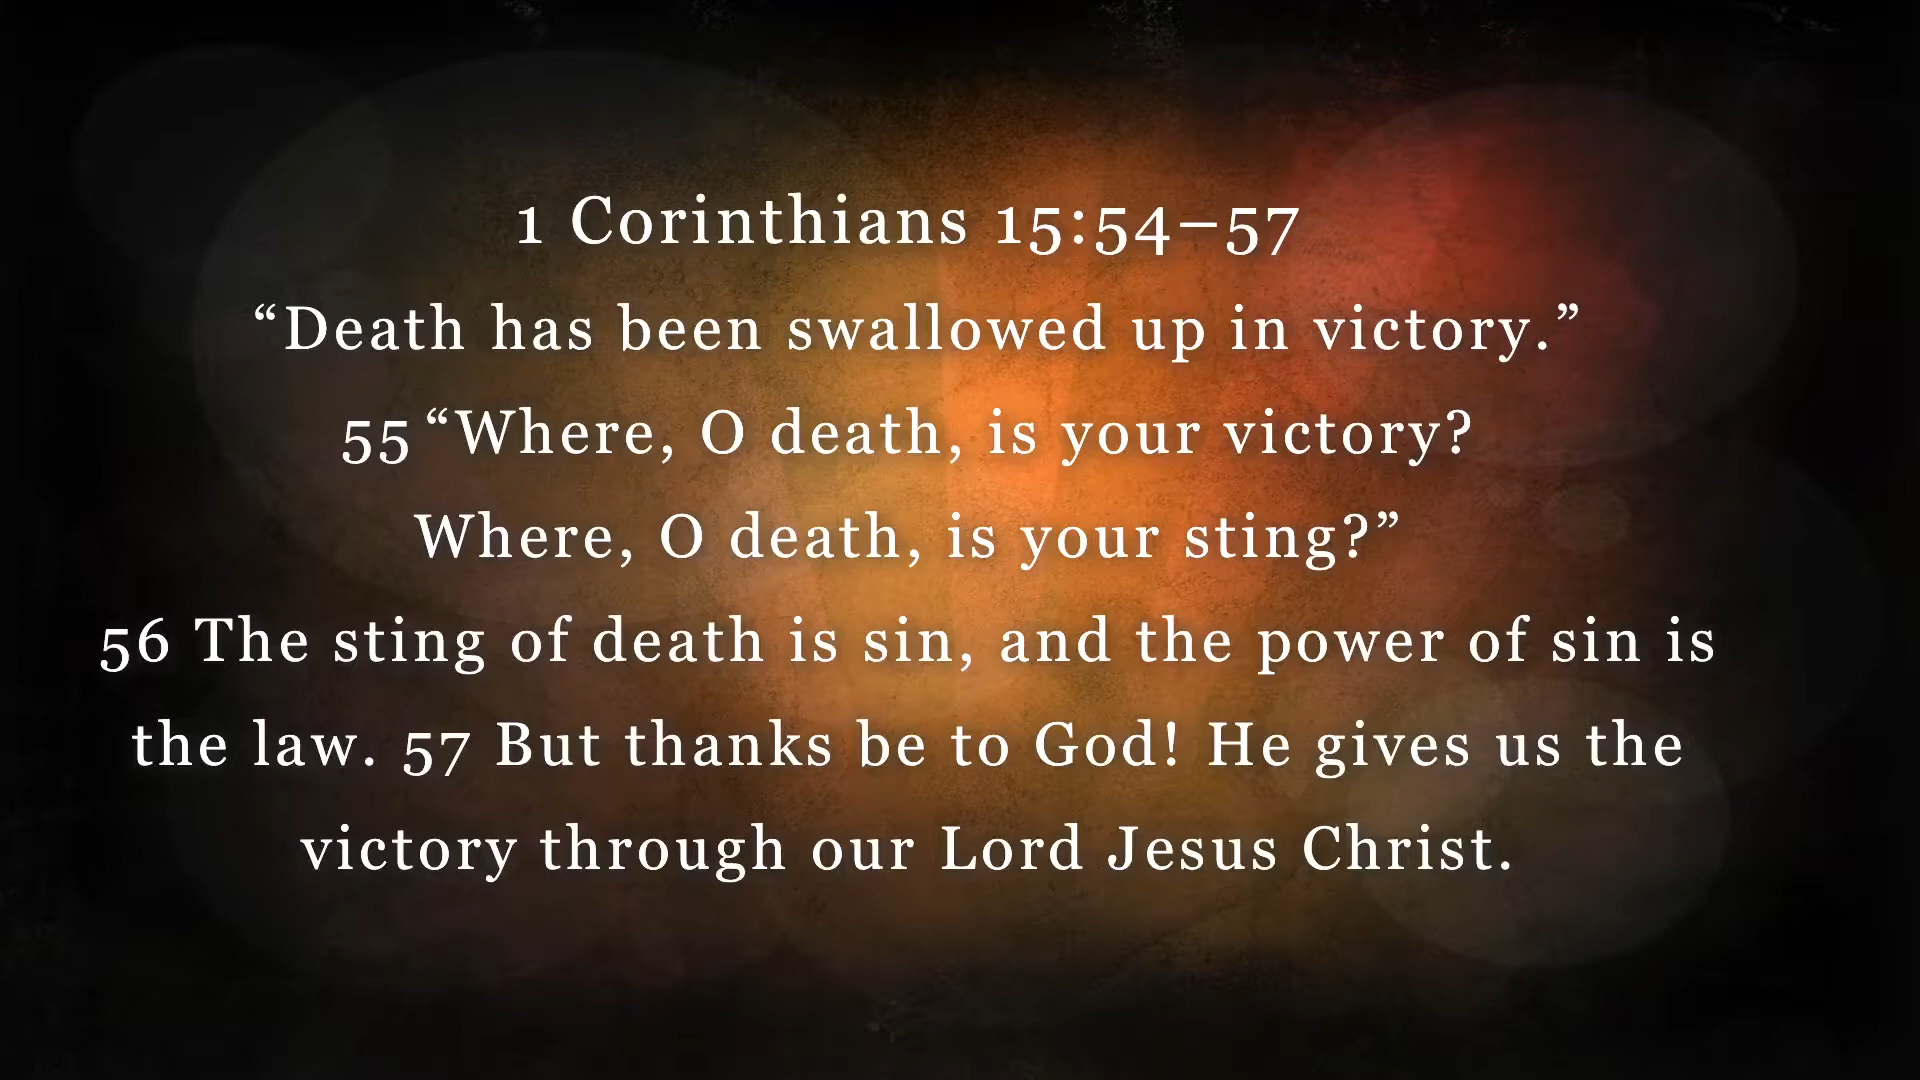 1 Corinthians 15:54–57
“Death has been swallowed up in victory.”
55 “Where, O death, is your victory?
Where, O death, is your sting?”
56 The sting of death is sin, and the power of sin is
the law. 57 But thanks be to God! He gives us the
victory through our Lord Jesus Christ.